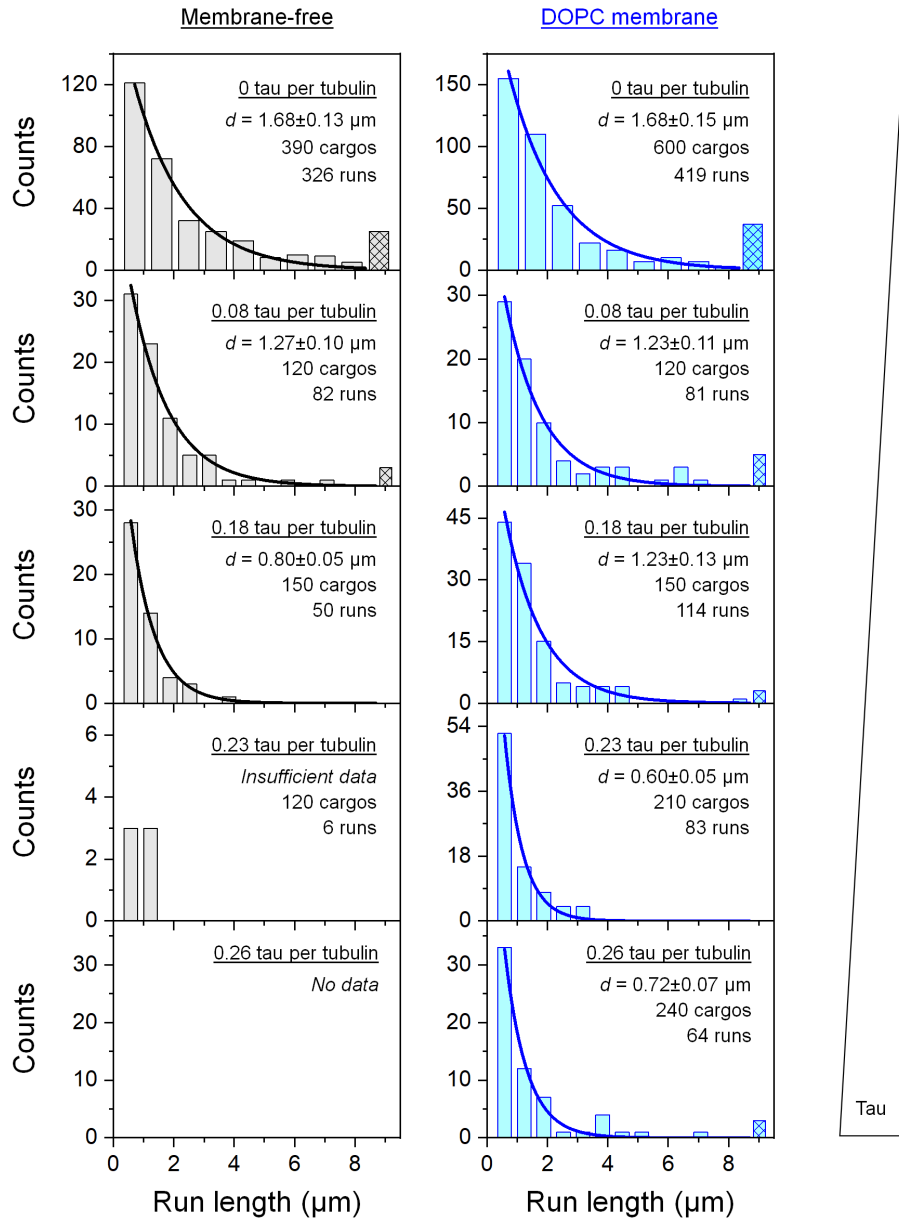 Membrane-free
DOPC membrane
Counts
120
80
40
0
0 tau per tubulin
d = 1.68±0.13 µm
390 cargos
326 runs
150
100
50
0
0 tau per tubulin
d = 1.68±0.15 µm
600 cargos
419 runs
Counts
30
20
10
0
0.08 tau per tubulin
d = 1.27±0.10 µm
120 cargos
82 runs
30
20
10
0
0.08 tau per tubulin
d = 1.23±0.11 µm
120 cargos
81 runs
Counts
30
20
10
0
0.18 tau per tubulin
d = 0.80±0.05 µm
150 cargos
50 runs
45
30
15
0
0.18 tau per tubulin
d = 1.23±0.13 µm
150 cargos
114 runs
Counts
6
4
2
0
0.23 tau per tubulin
Insufficient data
120 cargos
6 runs
54
36
18
0
0.23 tau per tubulin
d = 0.60±0.05 µm
210 cargos
83 runs
Counts
30
20
10
0
0.26 tau per tubulin
No data
30
20
10
0
0.26 tau per tubulin
d = 0.72±0.07 µm
240 cargos
64 runs
Tau
0 2 4 6 8
0 2 4 6 8
Run length (µm)
Run length (µm)